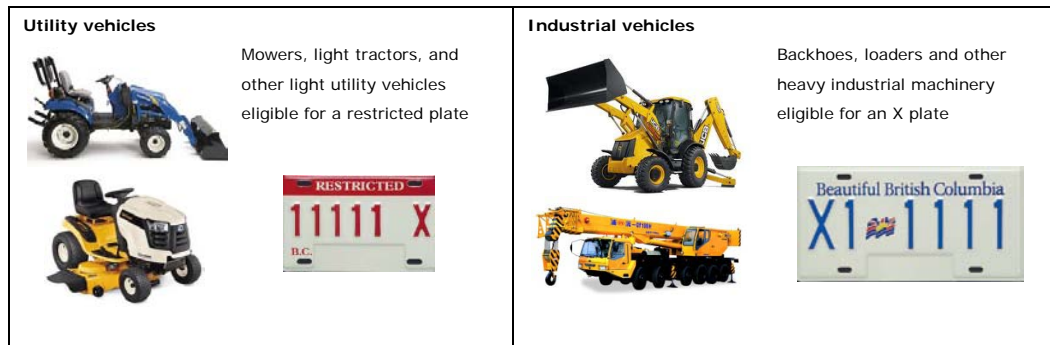 Utility vehicles
Mowers, light tractors, and
other light utility vehicles
eligible for a restricted plate
RESTRICTED
11111 X
B.C.
Industrial vehicles
Backhoes, loaders and other
heavy industrial machinery
eligible for an X plate
JCB
Beautiful British Columbia
X1 1111